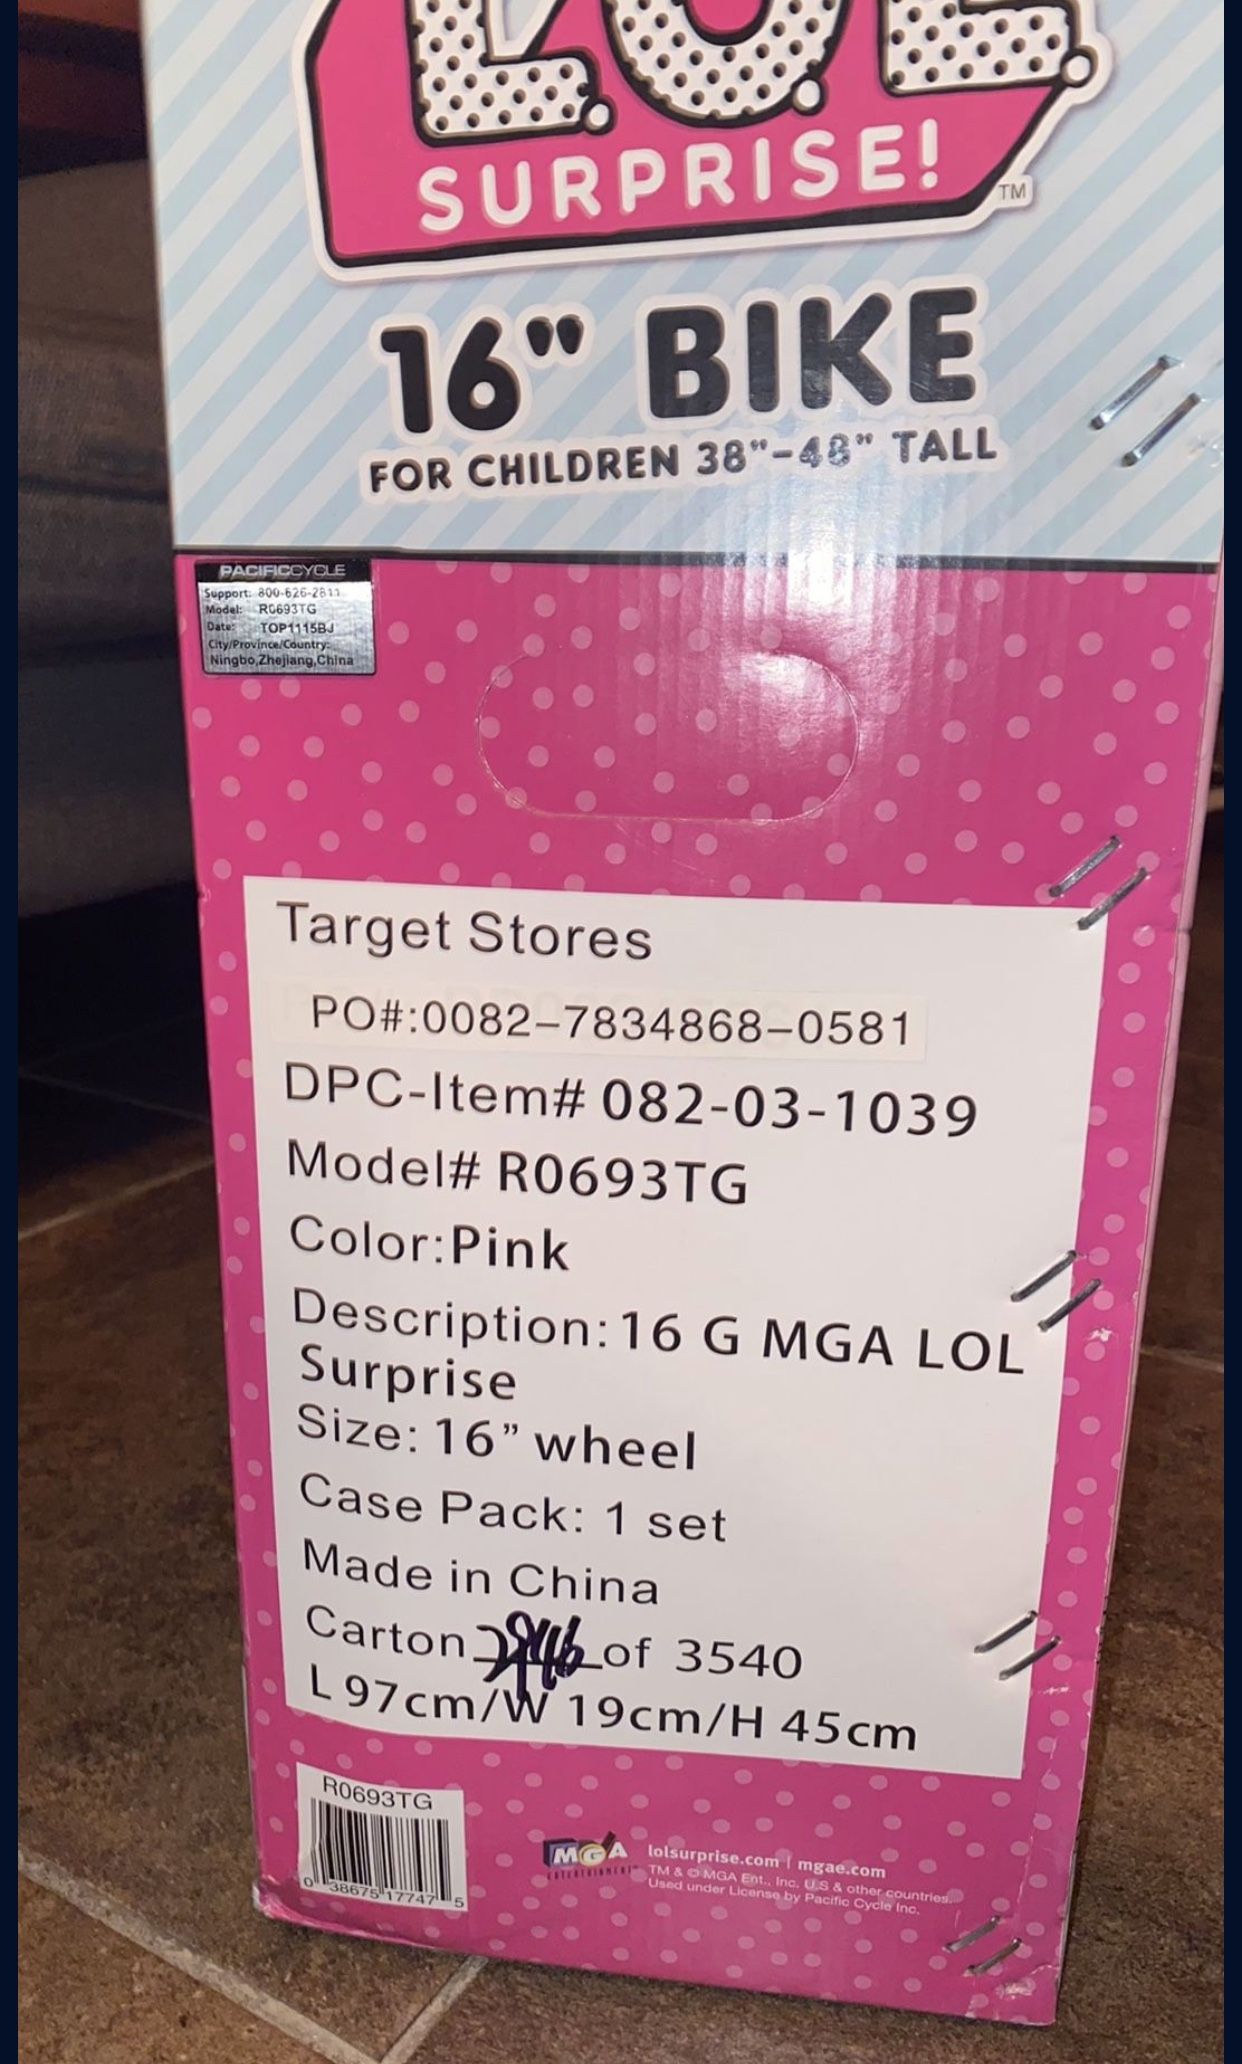 L.O.L.
SURPRISE!
TM
16" BIKE
FOR CHILDREN 38"-48" TALL
PACIFICCYCLE
Support: 800-626-2811
Model: R0693TG
Date: TOP1115BJ
City/Province/Country:
Ningbo,Zhejiang,China
Target Stores
PO#:0082-7834868-0581
DPC-Item# 082-03-1039
Model# R0693TG
Color:Pink
Description: 16 G MGA LOL
Surprise
Size: 16" wheel
Case Pack: 1 set
Made in China
Carton of 3540
L 97cm/W 19cm/H 45cm
R0693TG
0 38675 17747 5
MGA
ENTERTAINMENT
lolsurprise.com | mgae.com
TM & © MGA Ent., Inc. U.S & other countries.
Used under License by Pacific Cycle Inc.